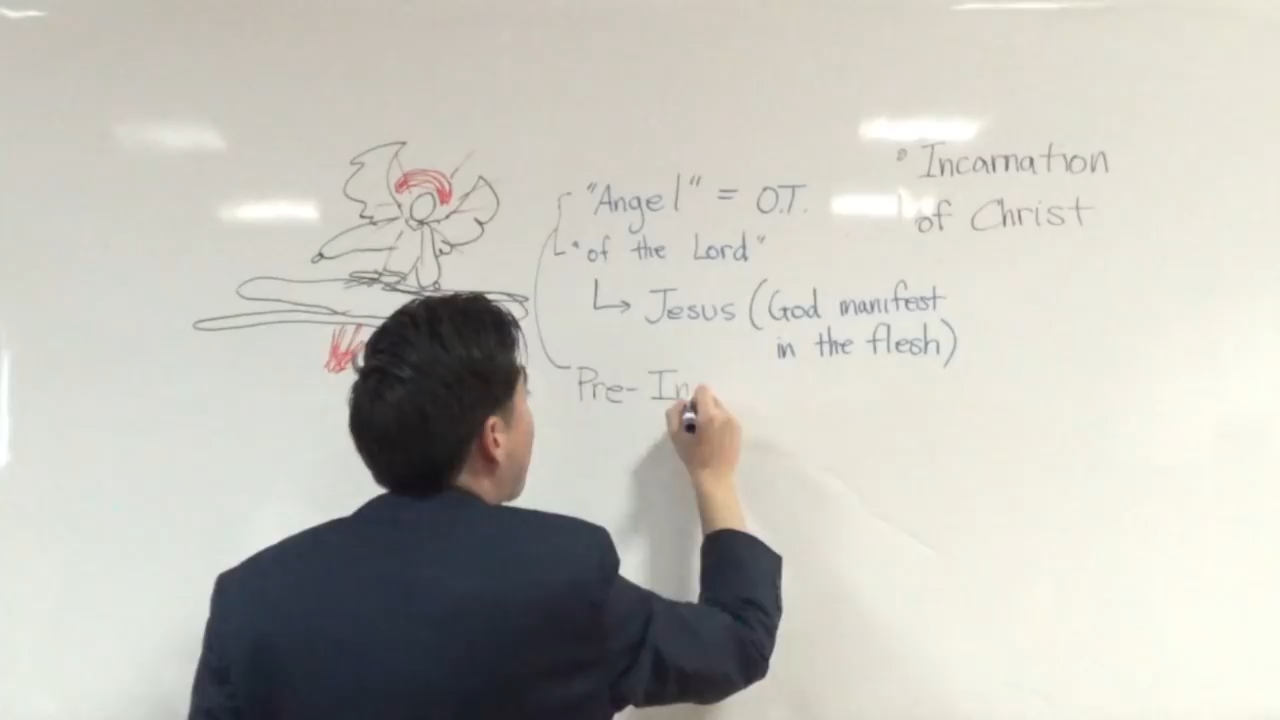 "Angel" = O.T.
"of the Lord"
↳ Jesus (God manifest
in the flesh)
Pre-In
° Incarnation
of Christ